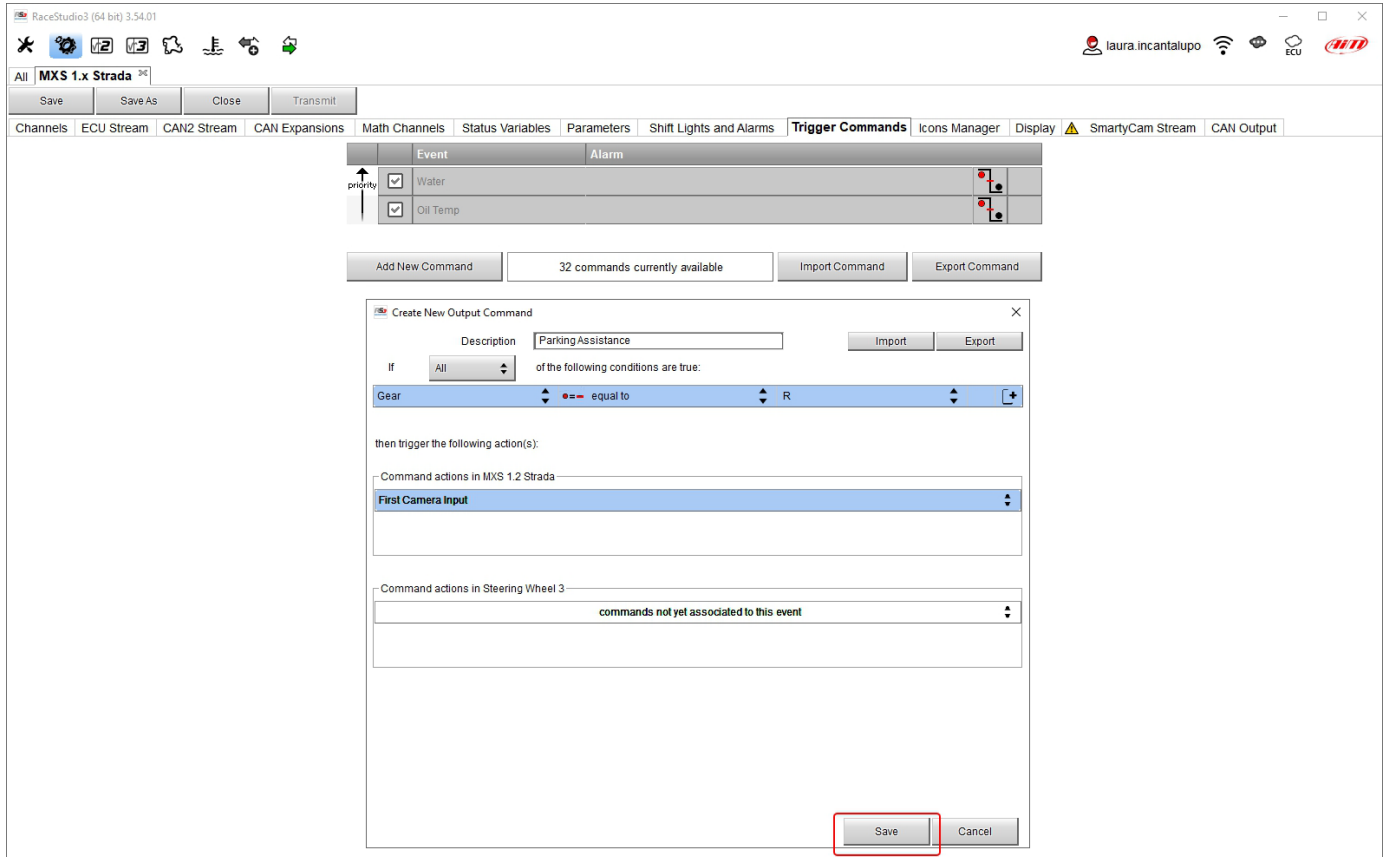 RaceStudio3 (64 bit) 3.54.01
laura.incantalupo
ECU
AiM
All MXS 1.x Strada
Save Save As Close Transmit
Channels ECU Stream CAN2 Stream CAN Expansions Math Channels Status Variables Parameters Shift Lights and Alarms Trigger Commands Icons Manager Display SmartyCam Stream CAN Output
Event Alarm
priority
Water
Oil Temp
Add New Command 32 commands currently available Import Command Export Command
Create New Output Command
Description Parking Assistance Import Export
If All of the following conditions are true:
Gear equal to R
then trigger the following action(s):
Command actions in MXS 1.2 Strada
First Camera Input
Command actions in Steering Wheel 3
commands not yet associated to this event
Save Cancel